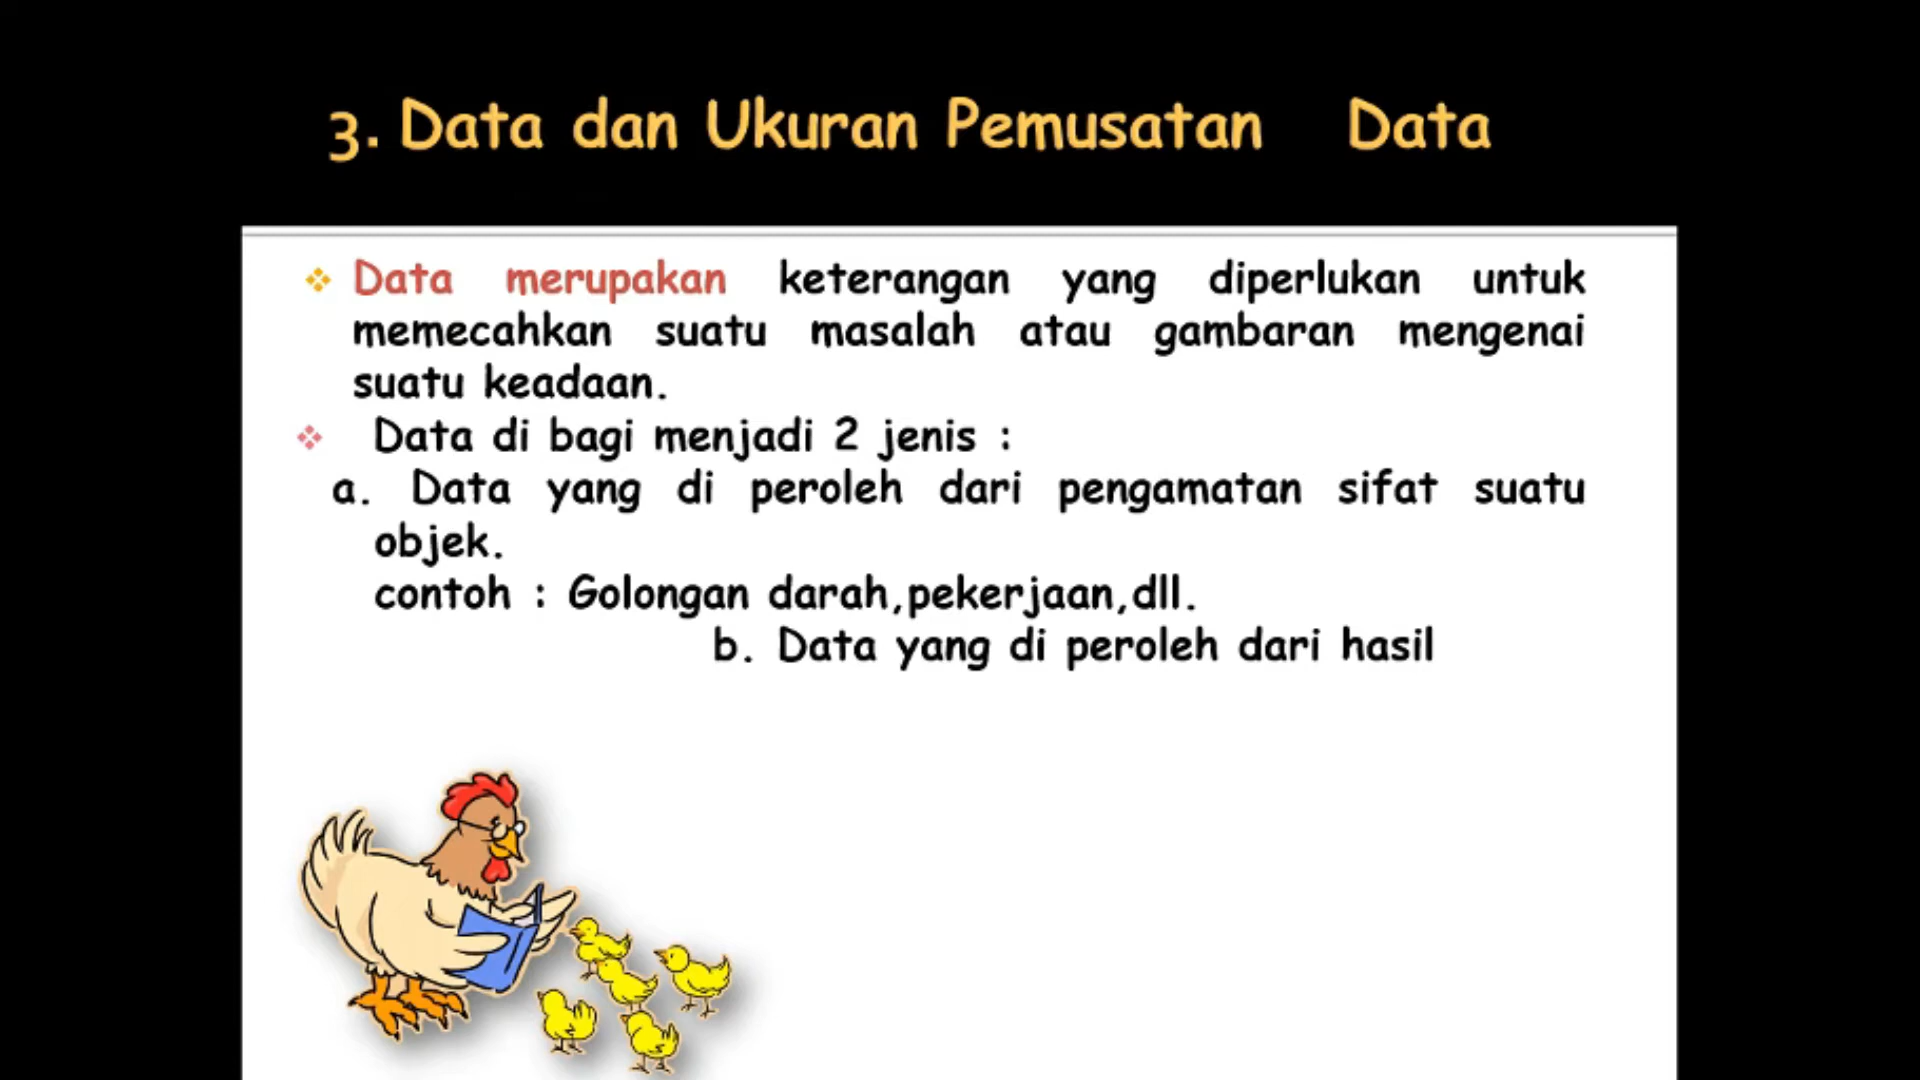 3. Data dan Ukuran Pemusatan Data
Data merupakan keterangan yang diperlukan untuk
memecahkan suatu masalah atau gambaran mengenai
suatu keadaan.
Data di bagi menjadi 2 jenis :
a. Data yang di peroleh dari pengamatan sifat suatu
objek.
contoh : Golongan darah,pekerjaan,dll.
b. Data yang di peroleh dari hasil